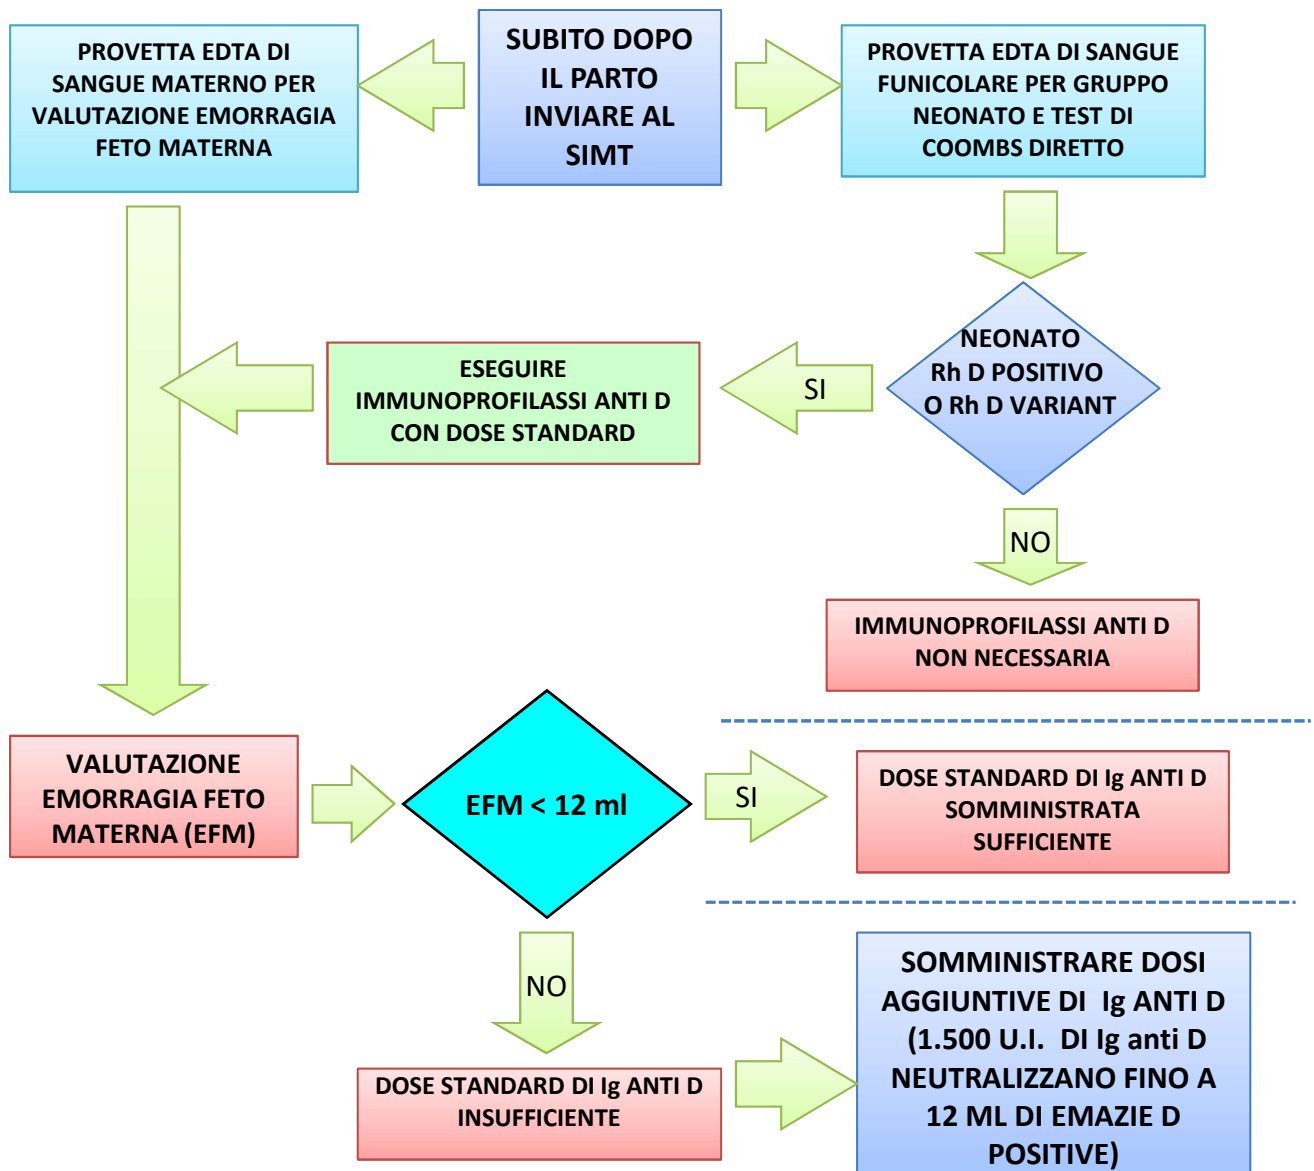 PROVETTA EDTA DI
SANGUE MATERNO PER
VALUTAZIONE EMORRAGIA
FETO MATERNA
SUBITO DOPO
IL PARTO
INVIARE AL
SIMT
PROVETTA EDTA DI SANGUE
FUNICOLARE PER GRUPPO
NEONATO E TEST DI
COOMBS DIRETTO
NEONATO
Rh D POSITIVO
O Rh D VARIANT
SI
ESEGUIRE
IMMUNOPROFILASSI ANTI D
CON DOSE STANDARD
NO
IMMUNOPROFILASSI ANTI D
NON NECESSARIA
VALUTAZIONE
EMORRAGIA FETO
MATERNA (EFM)
EFM < 12 ml
SI
DOSE STANDARD DI Ig ANTI D
SOMMINISTRATA
SUFFICIENTE
NO
DOSE STANDARD DI Ig ANTI D
INSUFFICIENTE
SOMMINISTRARE DOSI
AGGIUNTIVE DI Ig ANTI D
(1.500 U.I. DI Ig anti D
NEUTRALIZZANO FINO A
12 ML DI EMAZIE D
POSITIVE)